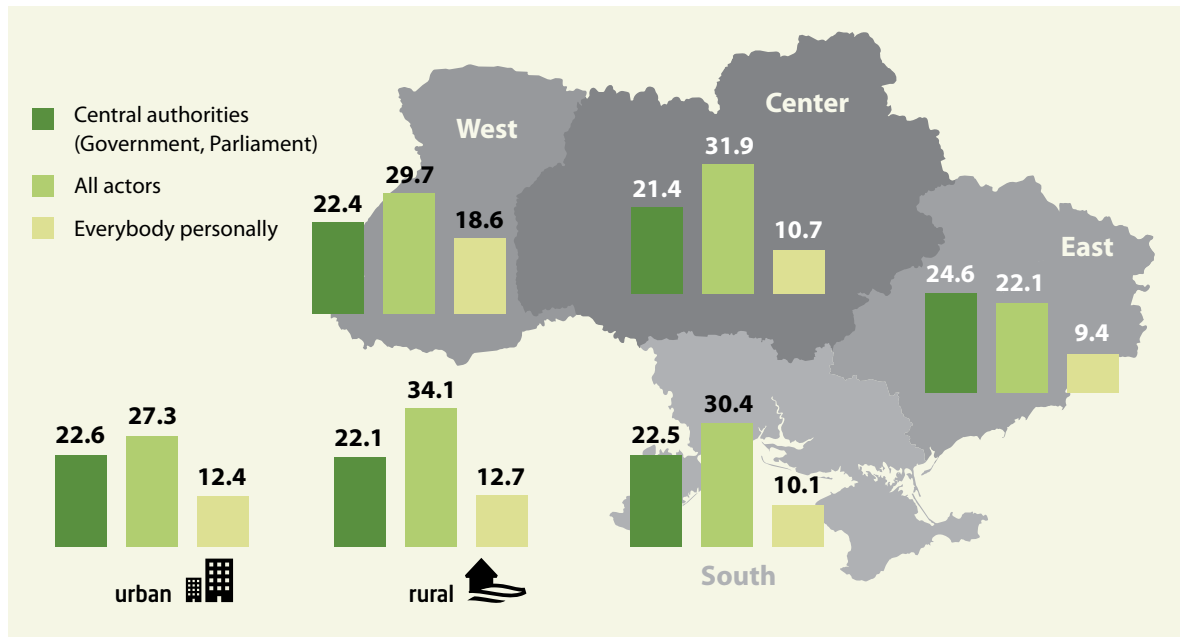 Central authorities
(Government, Parliament)
All actors
Everybody personally
West
22.4
29.7
18.6
Center
21.4
31.9
10.7
East
24.6
22.1
9.4
22.6
27.3
12.4
urban
22.1
34.1
12.7
rural
22.5
30.4
10.1
South